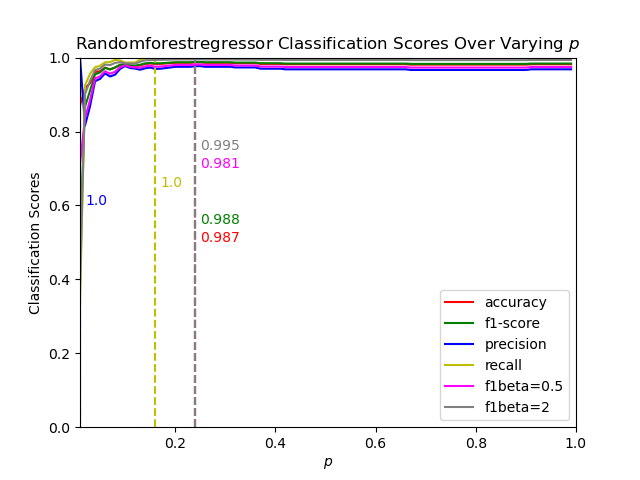 Randomforestregressor Classification Scores Over Varying p
1.0
0.8
0.6
0.4
0.2
0.0
Classification Scores
0.995
0.981
1.0
1.0
0.988
0.987
accuracy
f1-score
precision
recall
f1beta=0.5
f1beta=2
0.2
0.4
0.6
0.8
1.0
p